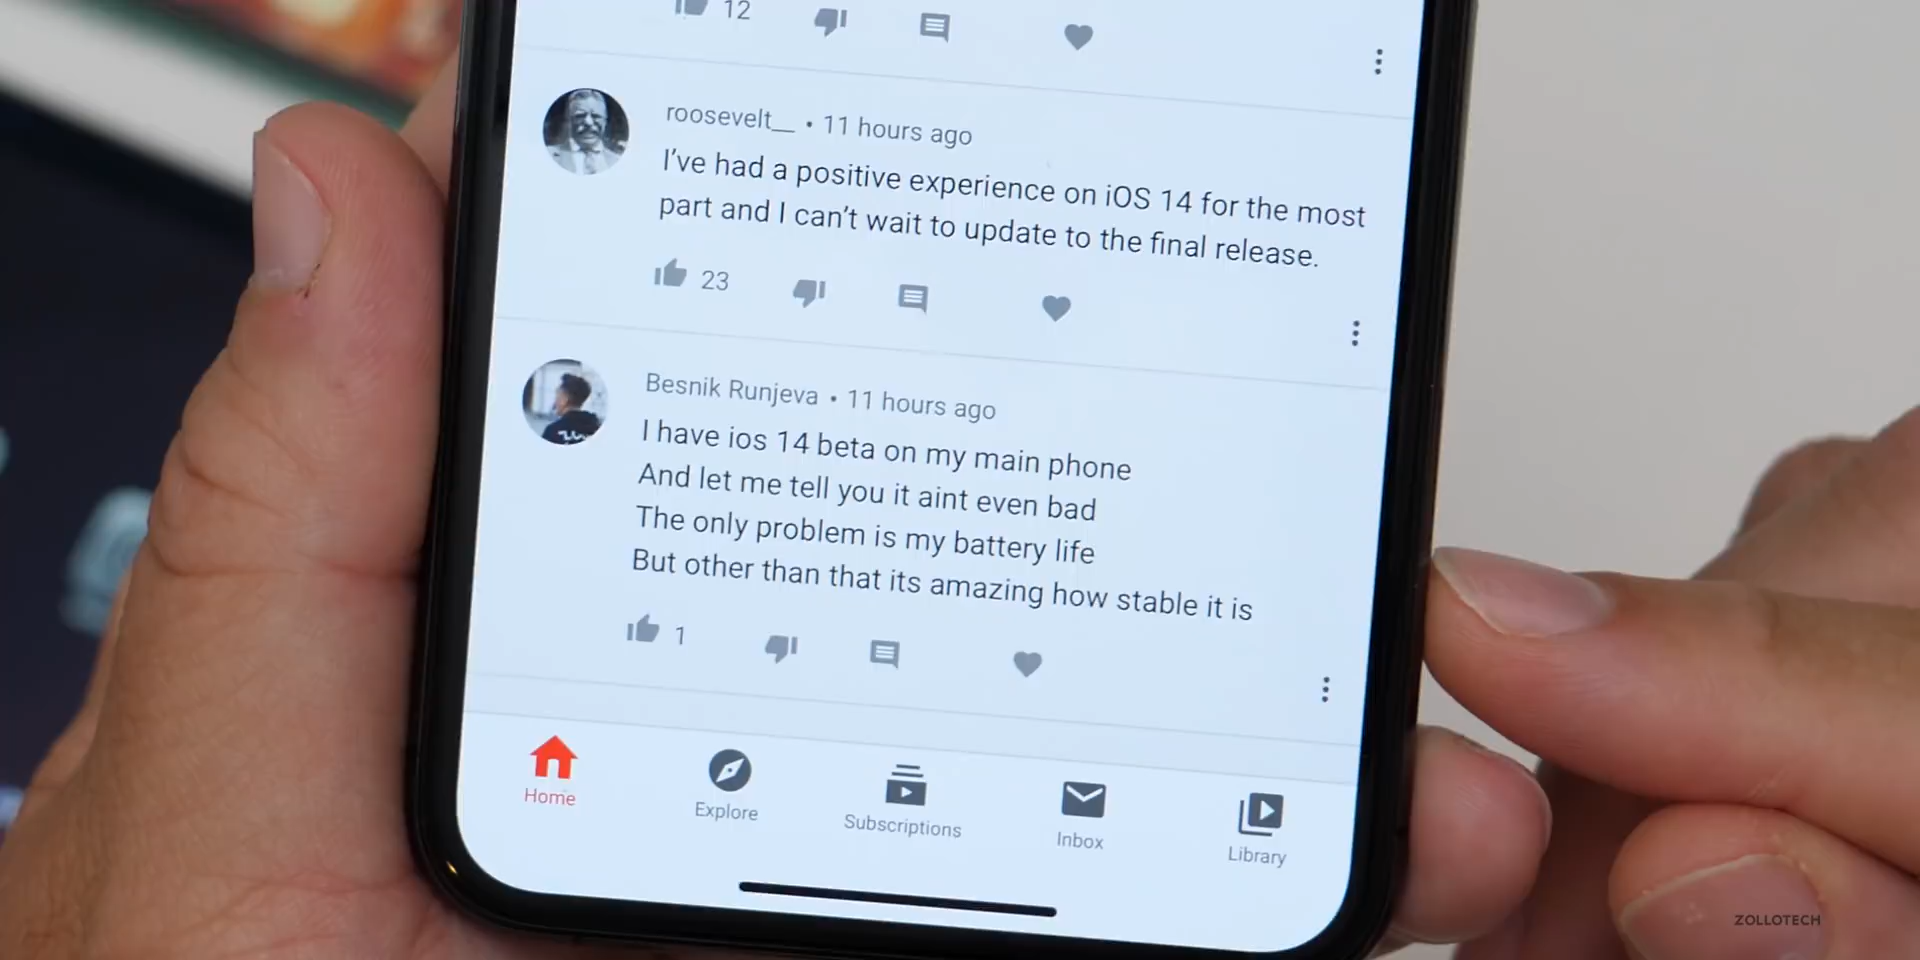 12
roosevelt__ • 11 hours ago
I've had a positive experience on iOS 14 for the most
part and I can't wait to update to the final release.
23
Besnik Runjeva • 11 hours ago
I have ios 14 beta on my main phone
And let me tell you it aint even bad
The only problem is my battery life
But other than that its amazing how stable it is
1
Home
Explore
Subscriptions
Inbox
Library
ZOLLOTECH